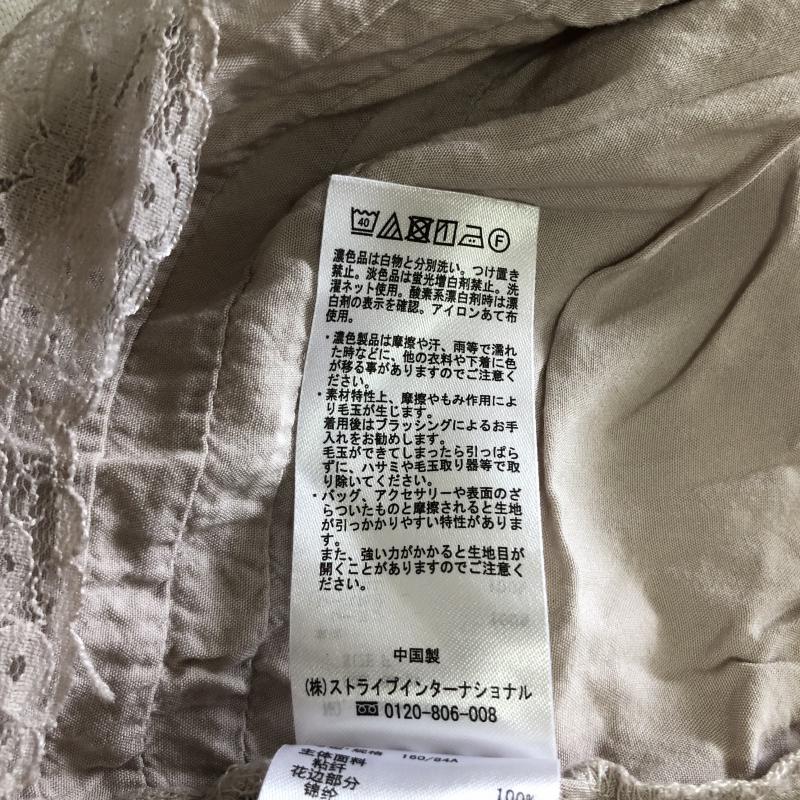 40 F
濃色品は白物と分別洗い。つけ置き
禁止。淡色品は蛍光増白剤禁止。洗
濯ネット使用。酸素系漂白剤時は漂
白剤の表示を確認。アイロンあて布
使用。
・濃色製品は摩擦や汗、雨等で濡れ
た時などに、他の衣料や下着に色
が移る事がありますのでご注意く
ださい。
・素材特性上、摩擦やもみ作用によ
り毛玉が生じます。
着用後はブラッシングによるお手
入れをお勧めします。
毛玉ができてしまったら引っぱら
ずに、ハサミや毛玉取り器等で取
り除いてください。
・バッグ、アクセサリーや表面のざ
らついたものと摩擦されると生地
が引っかかりやすい特性がありま
す。
また、強い力がかかると生地目が
開くことがありますのでご注意く
ださい。
中国製
(株)ストライプインターナショナル
0120-806-008
规格 160/84A
主体面料
粘纤
花边部分
锦纶 100%